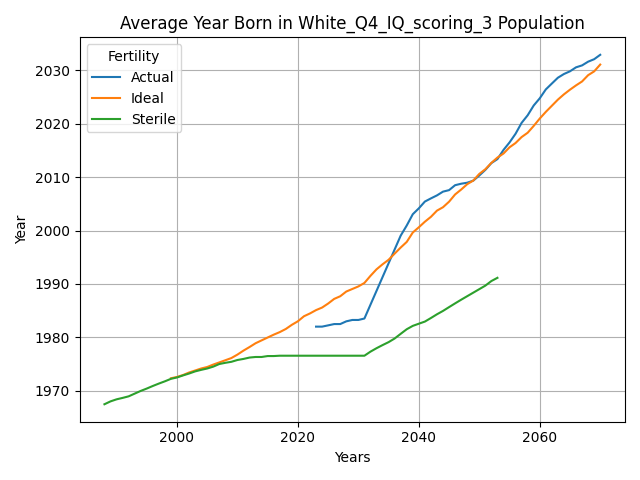 Average Year Born in White_Q4_IQ_scoring_3 Population
Fertility
Actual
Ideal
Sterile
2030
2020
2010
2000
1990
1980
1970
Year
2000 2020 2040 2060
Years